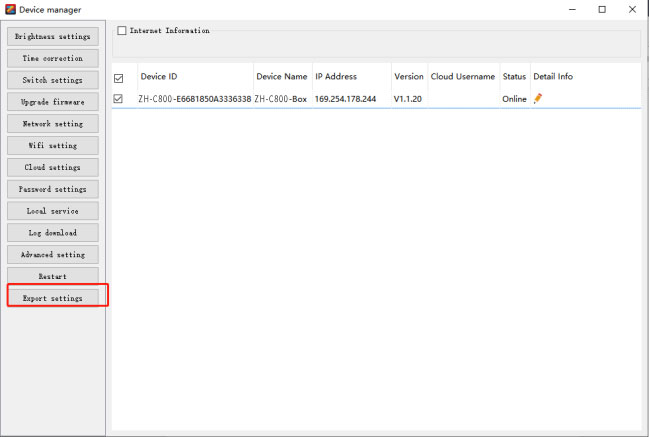 Device manager
Brightness settings
Time correction
Switch settings
Upgrade firmware
Network setting
Wifi setting
Cloud settings
Password settings
Local service
Log download
Advanced setting
Restart
Export settings
Internet Information
Device ID Device Name IP Address Version Cloud Username Status Detail Info
ZH-C800-E6681850A3336338 ZH-C800-Box 169.254.178.244 V1.1.20 Online